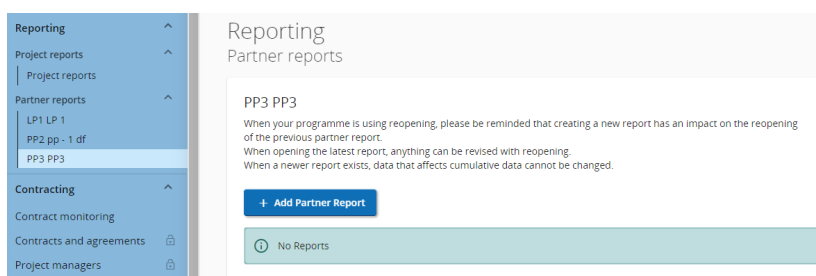 Reporting
Project reports
Project reports
Partner reports
LP1 LP 1
PP2 pp - 1 df
PP3 PP3
Contracting
Contract monitoring
Contracts and agreements
Project managers
Reporting
Partner reports
PP3 PP3
When your programme is using reopening, please be reminded that creating a new report has an impact on the reopening
of the previous partner report.
When opening the latest report, anything can be revised with reopening.
When a newer report exists, data that affects cumulative data cannot be changed.
+ Add Partner Report
No Reports